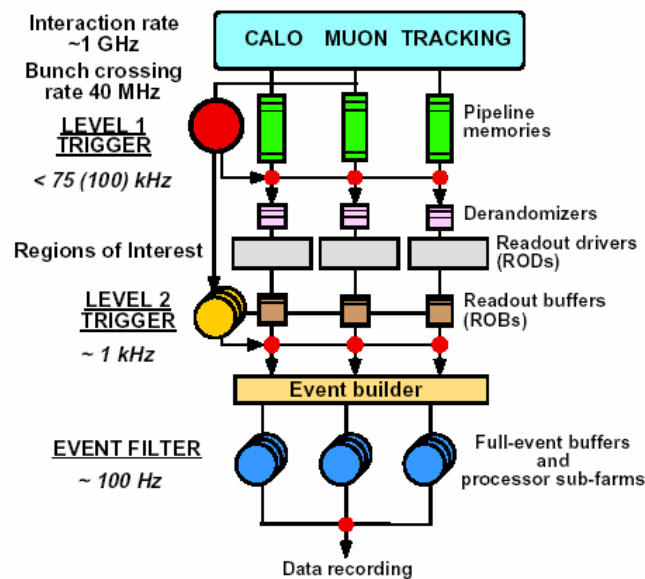 Interaction rate
~1 GHz
CALO MUON TRACKING
Bunch crossing
rate 40 MHz
LEVEL 1
TRIGGER
< 75 (100) kHz
Pipeline
memories
Derandomizers
Regions of Interest
Readout drivers
(RODs)
LEVEL 2
TRIGGER
~ 1 kHz
Readout buffers
(ROBs)
Event builder
EVENT FILTER
~ 100 Hz
Full-event buffers
and
processor sub-farms
Data recording